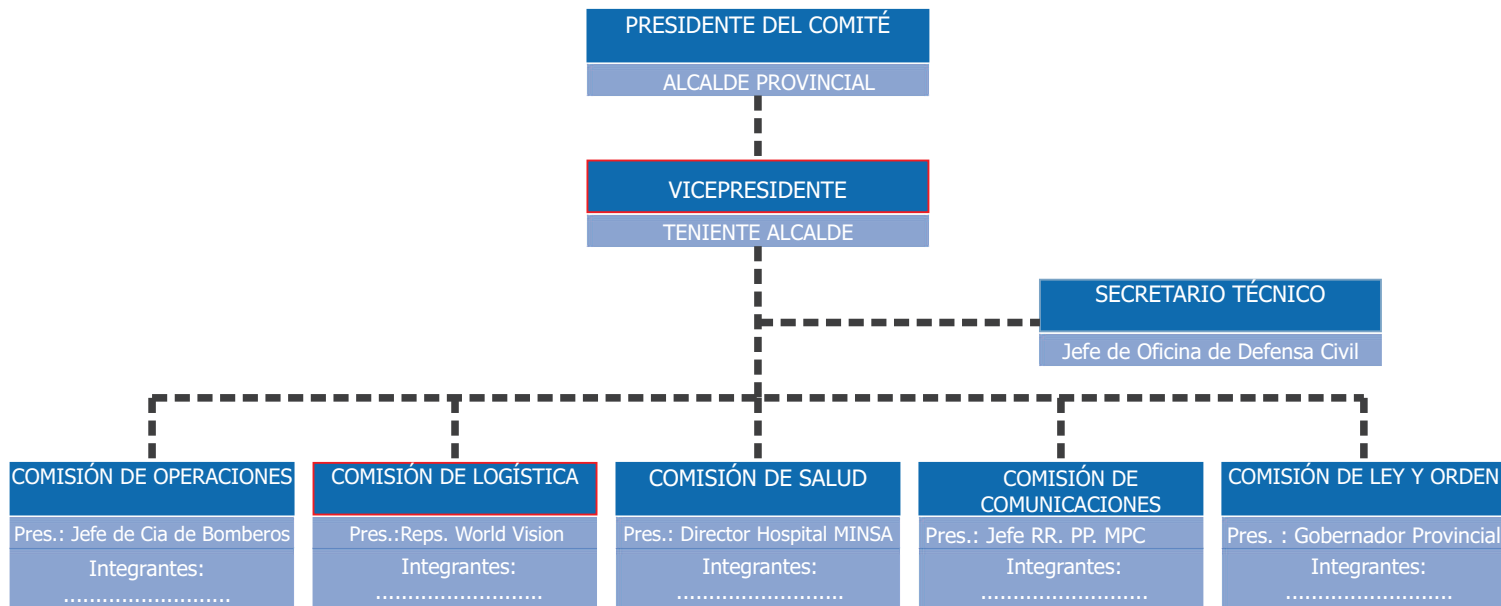 PRESIDENTE DEL COMITÉ
ALCALDE PROVINCIAL
VICEPRESIDENTE
TENIENTE ALCALDE
SECRETARIO TÉCNICO
Jefe de Oficina de Defensa Civil
COMISIÓN DE OPERACIONES
Pres.: Jefe de Cia de Bomberos
Integrantes:
.........................
COMISIÓN DE LOGÍSTICA
Pres.:Reps. World Vision
Integrantes:
.........................
COMISIÓN DE SALUD
Pres.: Director Hospital MINSA
Integrantes:
.........................
COMISIÓN DE
COMUNICACIONES
Pres.: Jefe RR. PP. MPC
Integrantes:
.........................
COMISIÓN DE LEY Y ORDEN
Pres. : Gobernador Provincial
Integrantes:
.........................